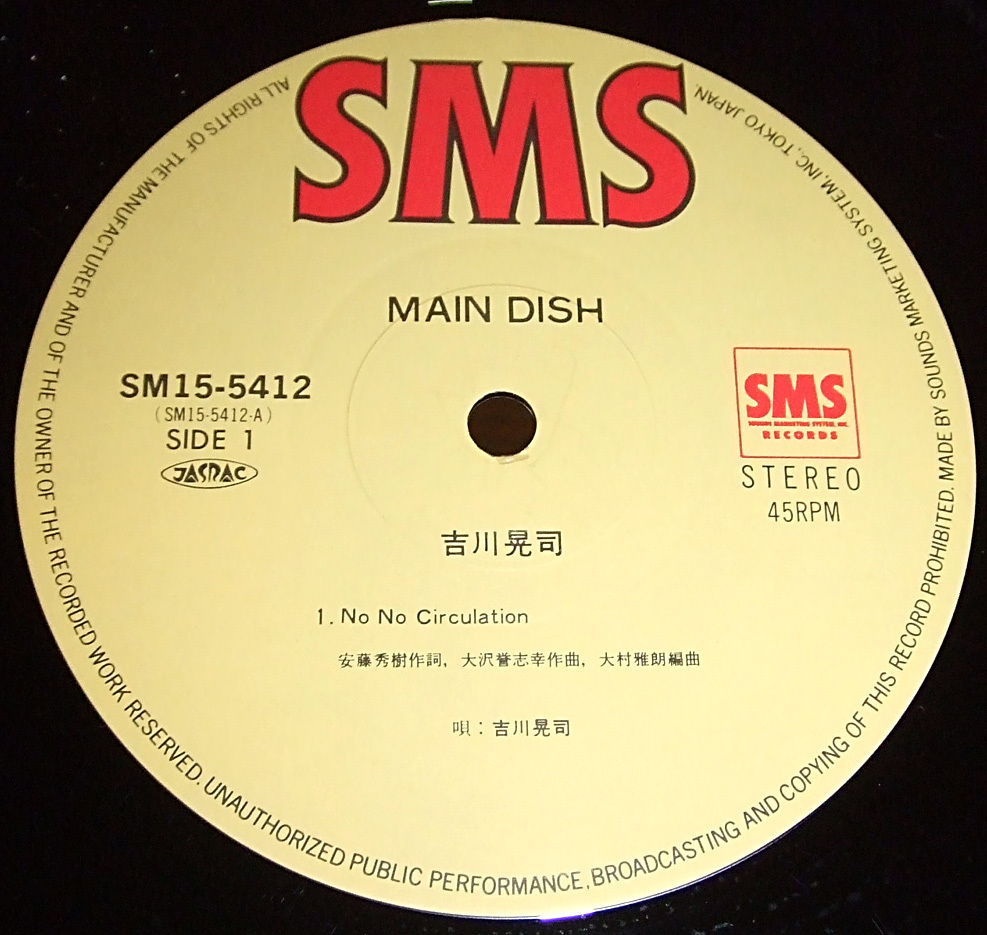 SMS
MAIN DISH
SM15-5412
(SM15-5412-A)
SIDE 1
JASRAC
SMS
SOUNDS MARKETING SYSTEM, INC.
RECORDS
STEREO
45RPM
吉川晃司
1. No No Circulation
安藤秀樹作詞, 大沢誉志幸作曲, 大村雅朗編曲
唄：吉川晃司
ALL RIGHTS OF THE MANUFACTURER AND OF THE OWNER OF THE RECORDED WORK RESERVED. UNAUTHORIZED PUBLIC PERFORMANCE, BROADCASTING AND COPYING OF THIS RECORD PROHIBITED. MADE BY SOUNDS MARKETING SYSTEM, INC., TOKYO JAPAN.